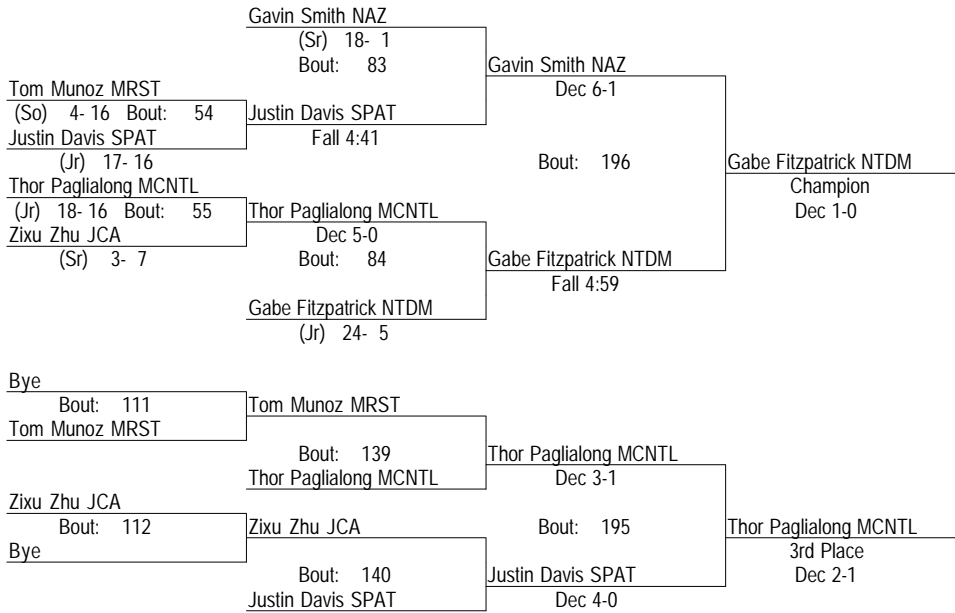 Gavin Smith NAZ
(Sr) 18- 1
Bout: 83
Gavin Smith NAZ
Dec 6-1
Tom Munoz MRST
(So) 4- 16 Bout: 54
Justin Davis SPAT
Justin Davis SPAT
Fall 4:41
(Jr) 17- 16
Bout: 196
Gabe Fitzpatrick NTDM
Champion
Dec 1-0
Thor Paglialong MCNTL
(Jr) 18- 16 Bout: 55
Thor Paglialong MCNTL
Dec 5-0
Zixu Zhu JCA
(Sr) 3- 7
Bout: 84
Gabe Fitzpatrick NTDM
Fall 4:59
Gabe Fitzpatrick NTDM
(Jr) 24- 5
Bye
Bout: 111
Tom Munoz MRST
Tom Munoz MRST
Bout: 139
Thor Paglialong MCNTL
Dec 3-1
Thor Paglialong MCNTL
Zixu Zhu JCA
Bout: 112
Zixu Zhu JCA
Bout: 195
Thor Paglialong MCNTL
3rd Place
Dec 2-1
Bye
Bout: 140
Justin Davis SPAT
Dec 4-0
Justin Davis SPAT